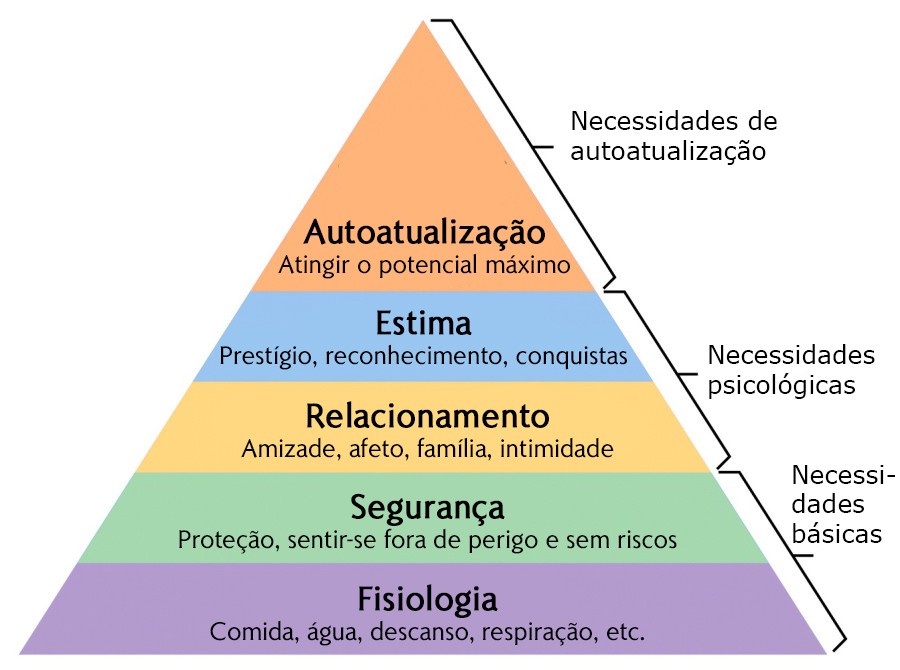 Necessidades de
autoatualização
Autoatualização
Atingir o potencial máximo
Estima
Prestígio, reconhecimento, conquistas
Necessidades
psicológicas
Relacionamento
Amizade, afeto, família, intimidade
Necessi-
dades
básicas
Segurança
Proteção, sentir-se fora de perigo e sem riscos
Fisiologia
Comida, água, descanso, respiração, etc.